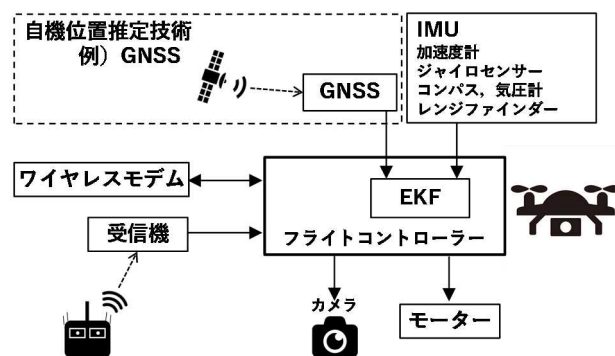 自機位置推定技術
例）GNSS
GNSS
IMU
加速度計
ジャイロセンサー
コンパス，気圧計
レンジファインダー
ワイヤレスモデム
EKF
受信機
フライトコントローラー
カメラ
モーター